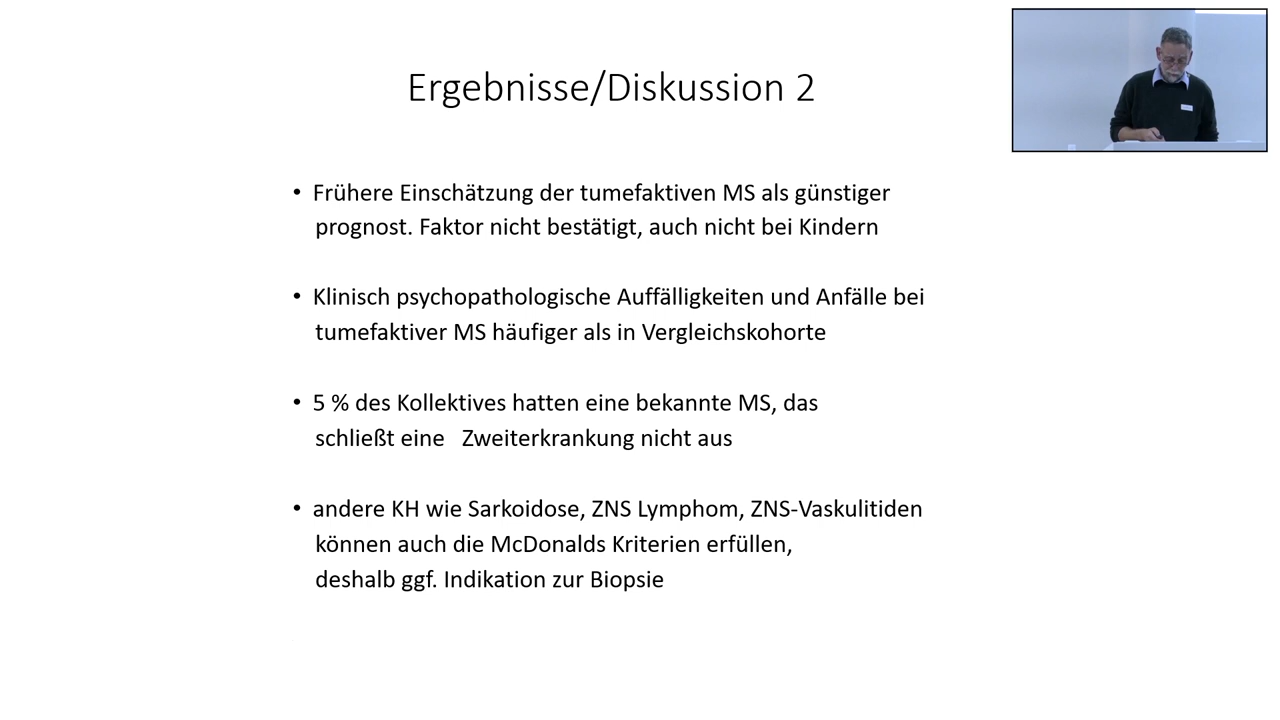 Ergebnisse/Diskussion 2
• Frühere Einschätzung der tumefaktiven MS als günstiger
prognost. Faktor nicht bestätigt, auch nicht bei Kindern
• Klinisch psychopathologische Auffälligkeiten und Anfälle bei
tumefaktiver MS häufiger als in Vergleichskohorte
• 5 % des Kollektives hatten eine bekannte MS, das
schließt eine   Zweiterkrankung nicht aus
• andere KH wie Sarkoidose, ZNS Lymphom, ZNS-Vaskulitiden
können auch die McDonalds Kriterien erfüllen,
deshalb ggf. Indikation zur Biopsie